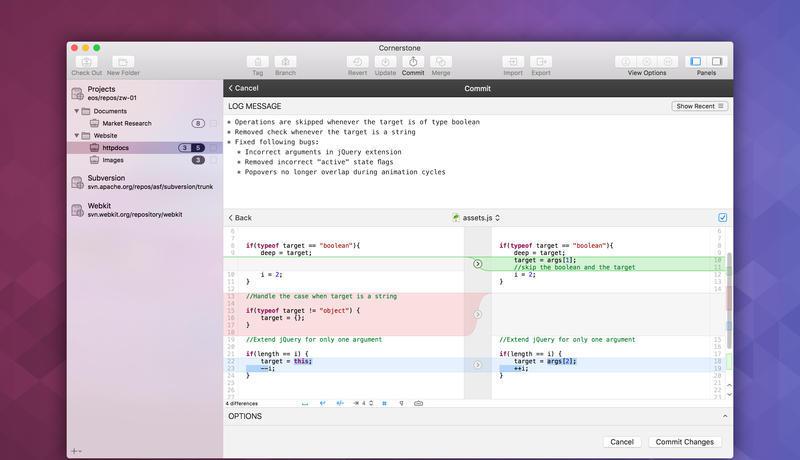 Cornerstone
Check Out New Folder Tag Branch Revert Update Commit Merge Import Export View Options Panels
Projects
eos/repos/zw-01
Documents
Market Research 8
Website
httpdocs 3 5
Images 3
Subversion
svn.apache.org/repos/asf/subversion/trunk
Webkit
svn.webkit.org/repository/webkit
Cancel Commit
LOG MESSAGE Show Recent
Operations are skipped whenever the target is of type boolean
Removed check whenever the target is a string
Fixed following bugs:
Incorrect arguments in jQuery extension
Removed incorrect "active" state flags
Popovers no longer overlap during animation cycles
Back assets.js
6
7
8 if(typeof target == "boolean"){
9 deep = target;
10 i = 2;
11 }
12
13 //Handle the case when target is a string
14
15 if(typeof target != "object") {
16 target = {};
17 }
18
19 //Extend jQuery for only one argument
20
21 if(length == i) {
22 target = this;
23 --i;
24 }
25
26
27
6
7
if(typeof target == "boolean"){ 8
deep = target; 9
target = args[1]; 10
//skip the boolean and the target 11
i = 2; 12
} 13
14
//Extend jQuery for only one argument 15
16
if(length == i) { 17
target = args[2]; 18
++i; 19
} 20
21
22
23
4 differences 4
OPTIONS
Cancel Commit Changes